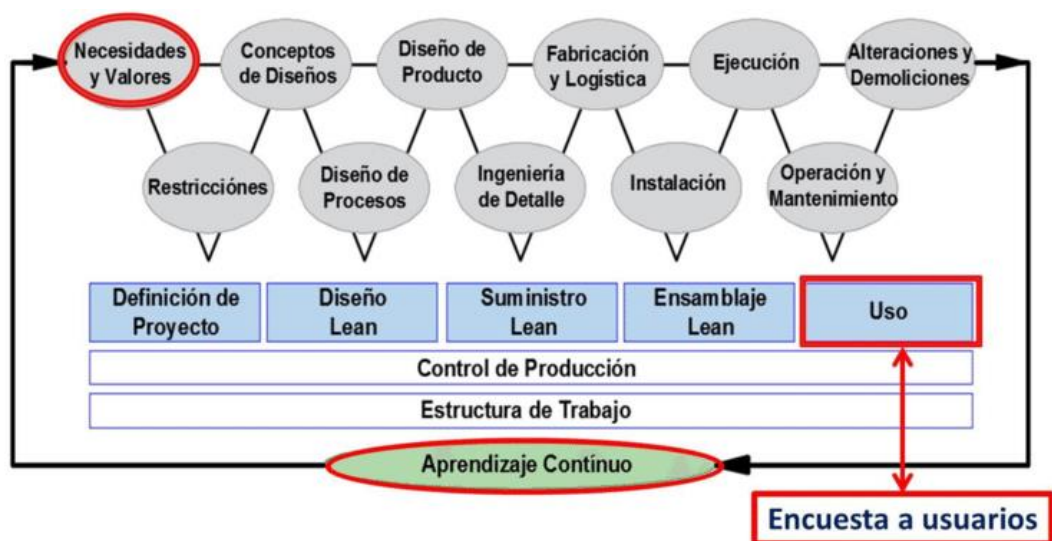 Necesidades
y Valores
Conceptos
de Diseños
Diseño de
Producto
Fabricación
y Logística
Ejecución
Alteraciones y
Demoliciones
Restricciónes
Diseño de
Procesos
Ingeniería
de Detalle
Instalación
Operación y
Mantenimiento
Definición de
Proyecto
Diseño
Lean
Suministro
Lean
Ensamblaje
Lean
Uso
Control de Producción
Estructura de Trabajo
Aprendizaje Contínuo
Encuesta a usuarios